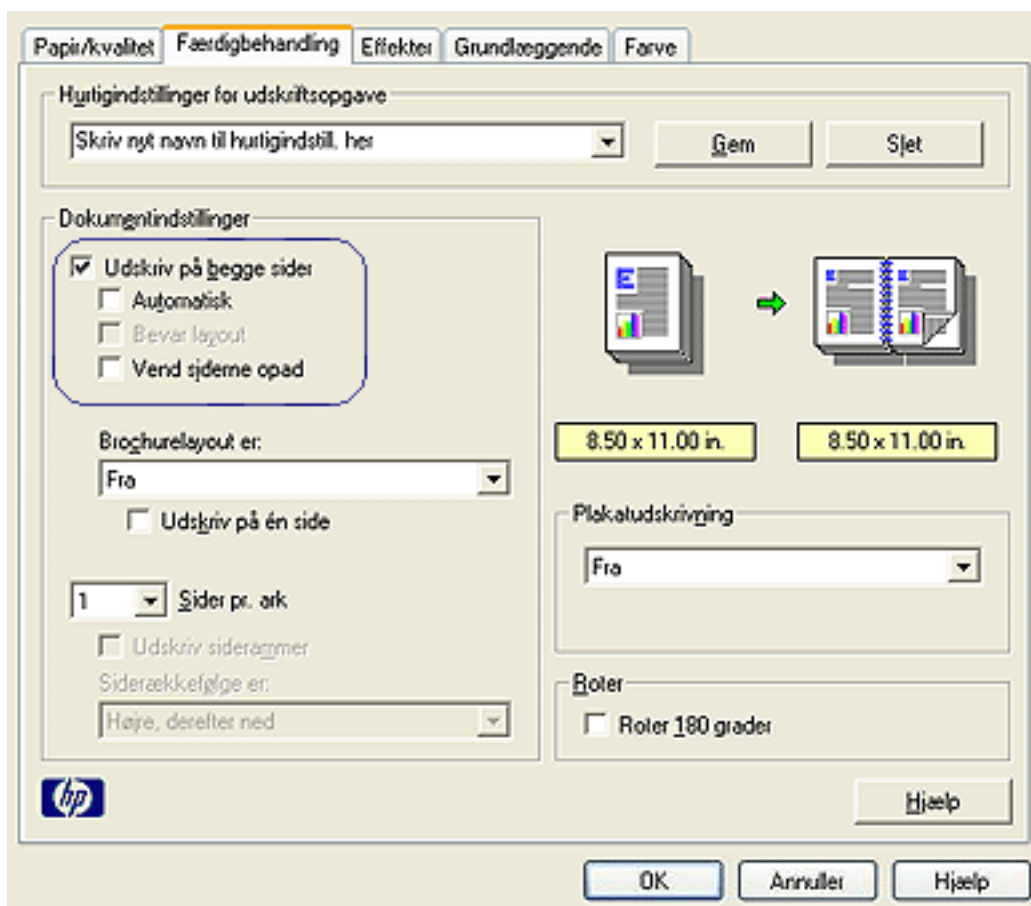 Papir/kvalitet Færdigbehandling Effekter Grundlæggende Farve
Hurtigindstillinger for udskriftsopgave
Skriv nyt navn til hurtigindstill. her Gem Slet
Dokumentindstillinger
Udskriv på begge sider
Automatisk
Bevar layout
Vend siderne opad
Brochurelayout er:
Fra
Udskriv på én side
1 Sider pr. ark
Udskriv siderammer
Siderækkefølge er:
Højre, derefter ned
8.50 x 11.00 in. 8.50 x 11.00 in.
Plakatudskrivning
Fra
Roter
Roter 180 grader
hp
Hjælp
OK Annuller Hjælp